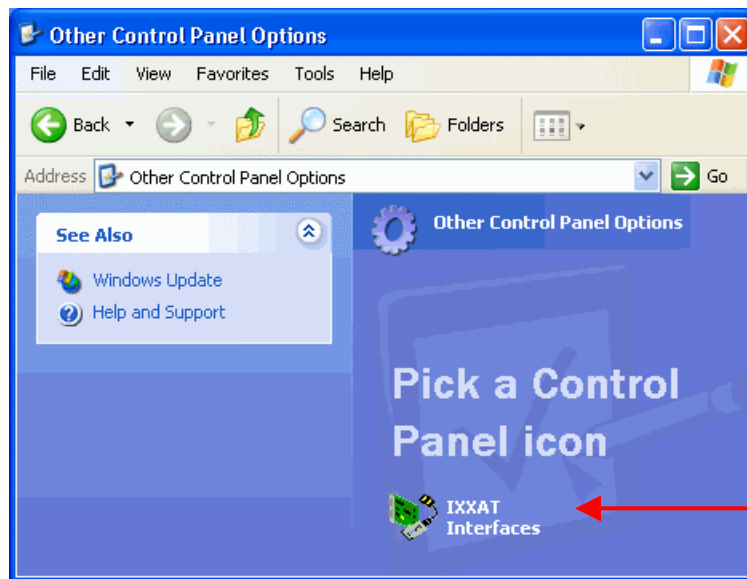 Other Control Panel Options
File Edit View Favorites Tools Help
Back Search Folders
Address Other Control Panel Options Go
See Also
Windows Update
Help and Support
Other Control Panel Options
Pick a Control
Panel icon
IXXAT
Interfaces